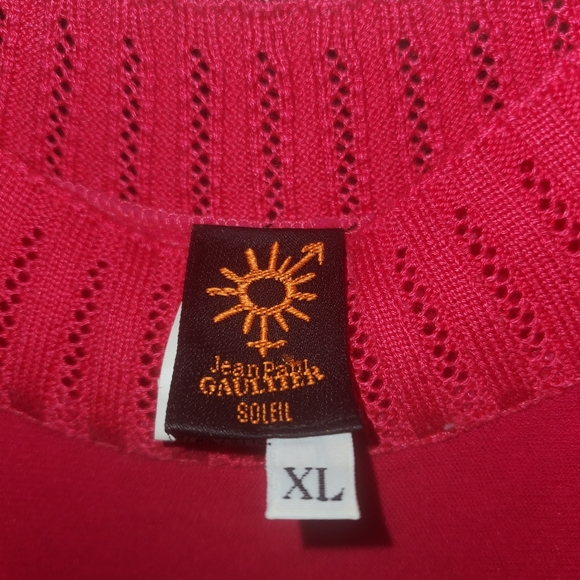 Jean Paul
GAULTIER
SOLEIL
XL